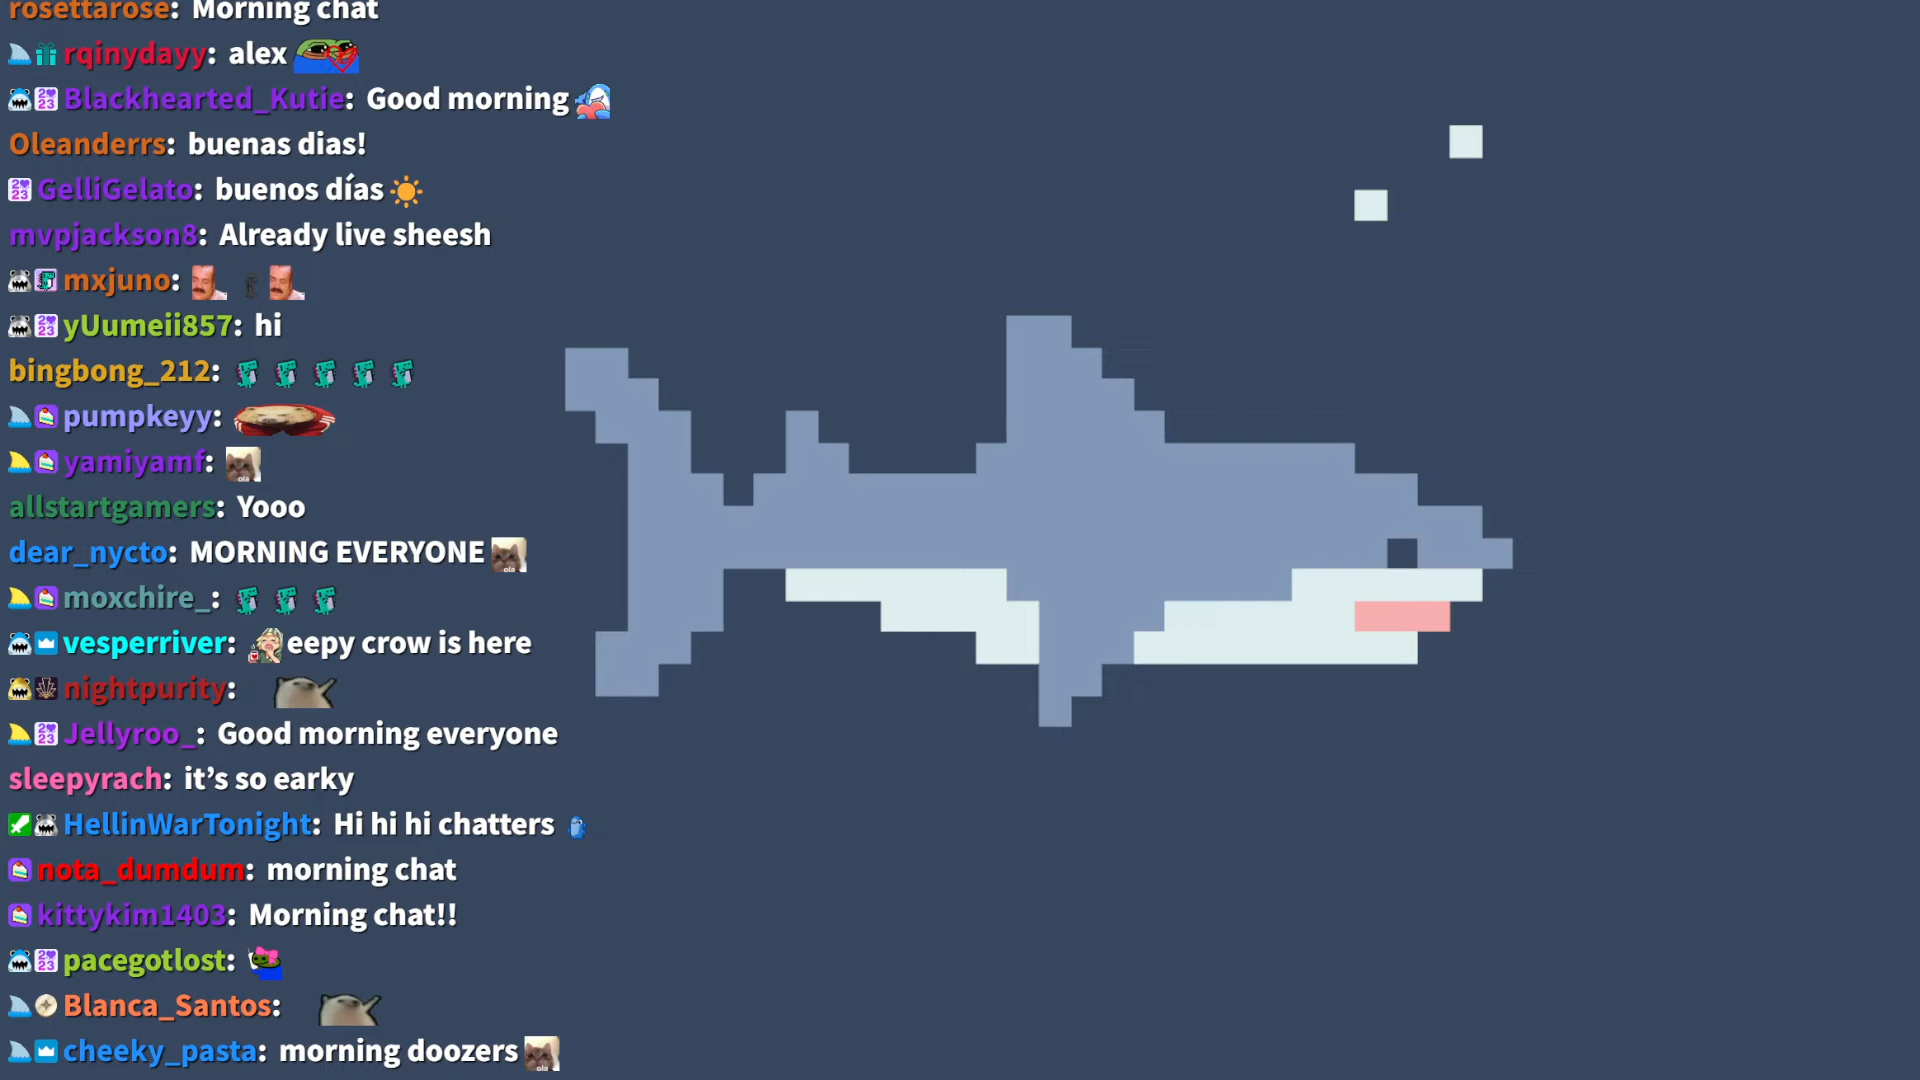 rosettarose: Morning chat
rqinydayy: alex
Blackhearted_Kutie: Good morning
Oleanderrs: buenas dias!
GelliGelato: buenos días
mvpjackson8: Already live sheesh
mxjuno:
yUumeii857: hi
bingbong_212:
pumpkeyy:
yamiyamf:
allstartgamers: Yooo
dear_nycto: MORNING EVERYONE
moxchire_:
vesperriver: eepy crow is here
nightpurity:
Jellyroo_: Good morning everyone
sleepyrach: it’s so earky
HellinWarTonight: Hi hi hi chatters
nota_dumdum: morning chat
kittykim1403: Morning chat!!
pacegotlost:
Blanca_Santos:
cheeky_pasta: morning doozers